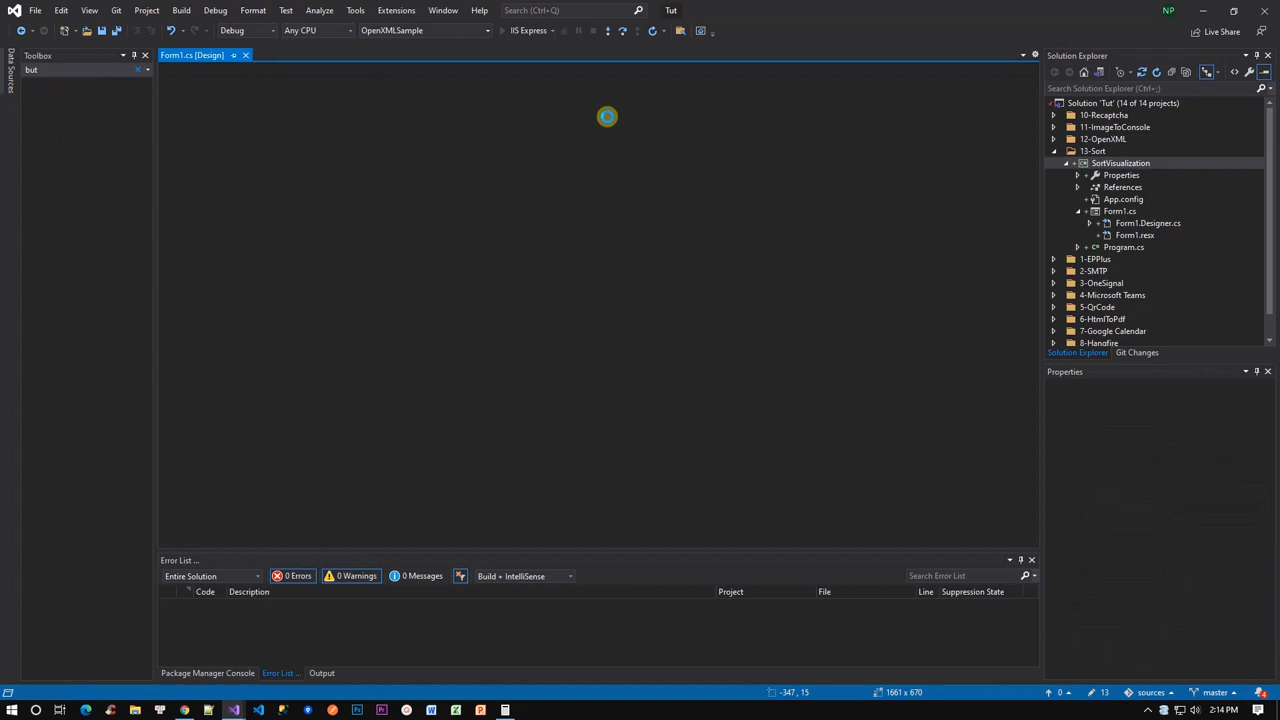 File Edit View Git Project Build Debug Format Test Analyze Tools Extensions Window Help Search (Ctrl+Q) Tut NP
Debug Any CPU OpenXMLSample IIS Express Live Share
Data Sources
Toolbox
but
Form1.cs [Design]
Solution Explorer
Search Solution Explorer (Ctrl+;)
Solution 'Tut' (14 of 14 projects)
10-Recaptcha
11-ImageToConsole
12-OpenXML
13-Sort
SortVisualization
Properties
References
App.config
Form1.cs
Form1.Designer.cs
Form1.resx
Program.cs
1-EPPlus
2-SMTP
3-OneSignal
4-Microsoft Teams
5-QrCode
6-HtmlToPdf
7-Google Calendar
8-Hangfire
Solution Explorer Git Changes
Properties
Error List ...
Entire Solution 0 Errors 0 Warnings 0 Messages Build + IntelliSense Search Error List
Code Description Project File Line Suppression State
Package Manager Console Error List ... Output
-347 , 15 1661 x 670 0 13 sources master 4
2:14 PM